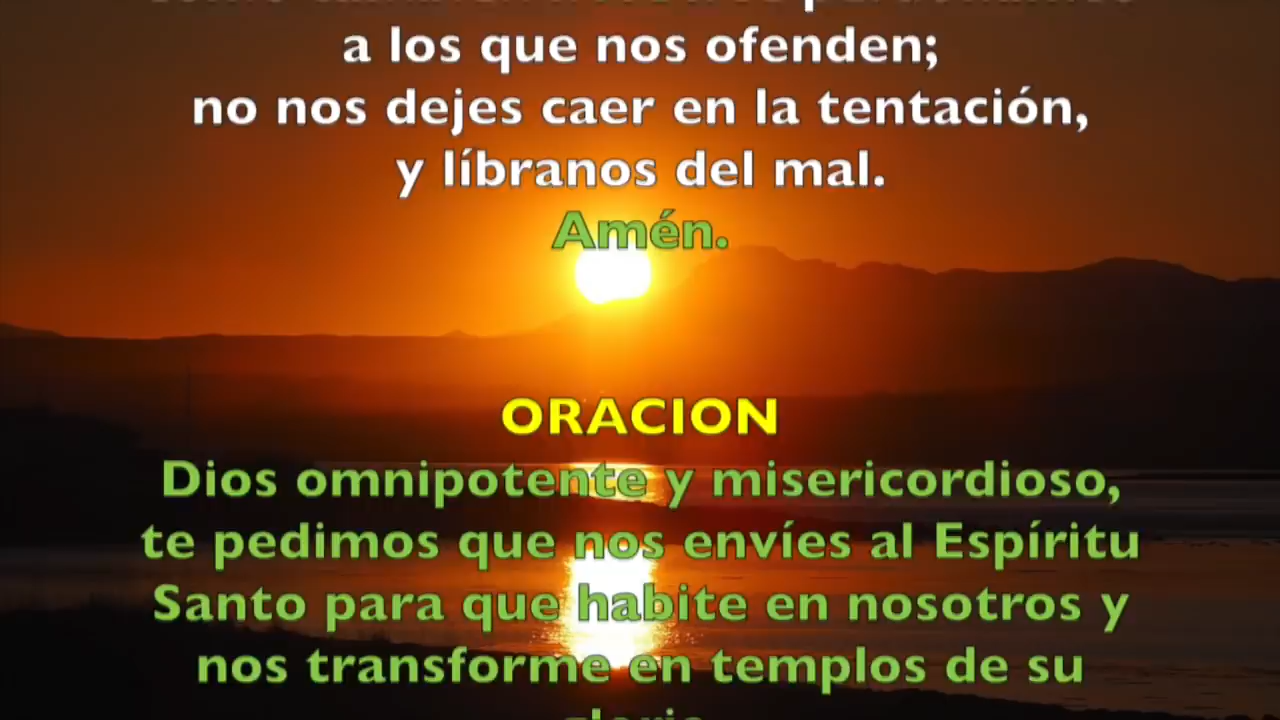 a los que nos ofenden;
no nos dejes caer en la tentación,
y líbranos del mal.
Amén.
ORACION
Dios omnipotente y misericordioso,
te pedimos que nos envíes al Espíritu
Santo para que habite en nosotros y
nos transforme en templos de su